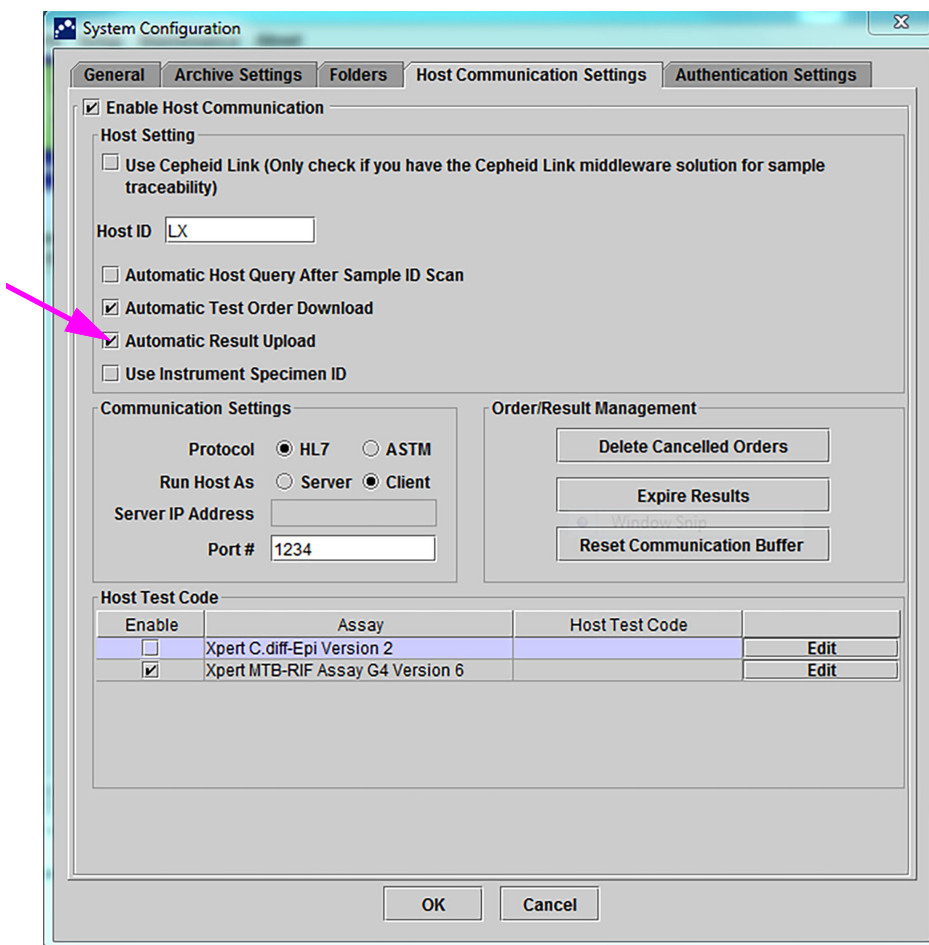 System Configuration
General Archive Settings Folders Host Communication Settings Authentication Settings
Enable Host Communication
Host Setting
Use Cepheid Link (Only check if you have the Cepheid Link middleware solution for sample
traceability)
Host ID LX
Automatic Host Query After Sample ID Scan
Automatic Test Order Download
Automatic Result Upload
Use Instrument Specimen ID
Communication Settings
Protocol HL7 ASTM
Run Host As Server Client
Server IP Address
Port # 1234
Order/Result Management
Delete Cancelled Orders
Expire Results
Window Snip
Reset Communication Buffer
Host Test Code
Enable Assay Host Test Code
Xpert C.diff-Epi Version 2 Edit
Xpert MTB-RIF Assay G4 Version 6 Edit
OK Cancel